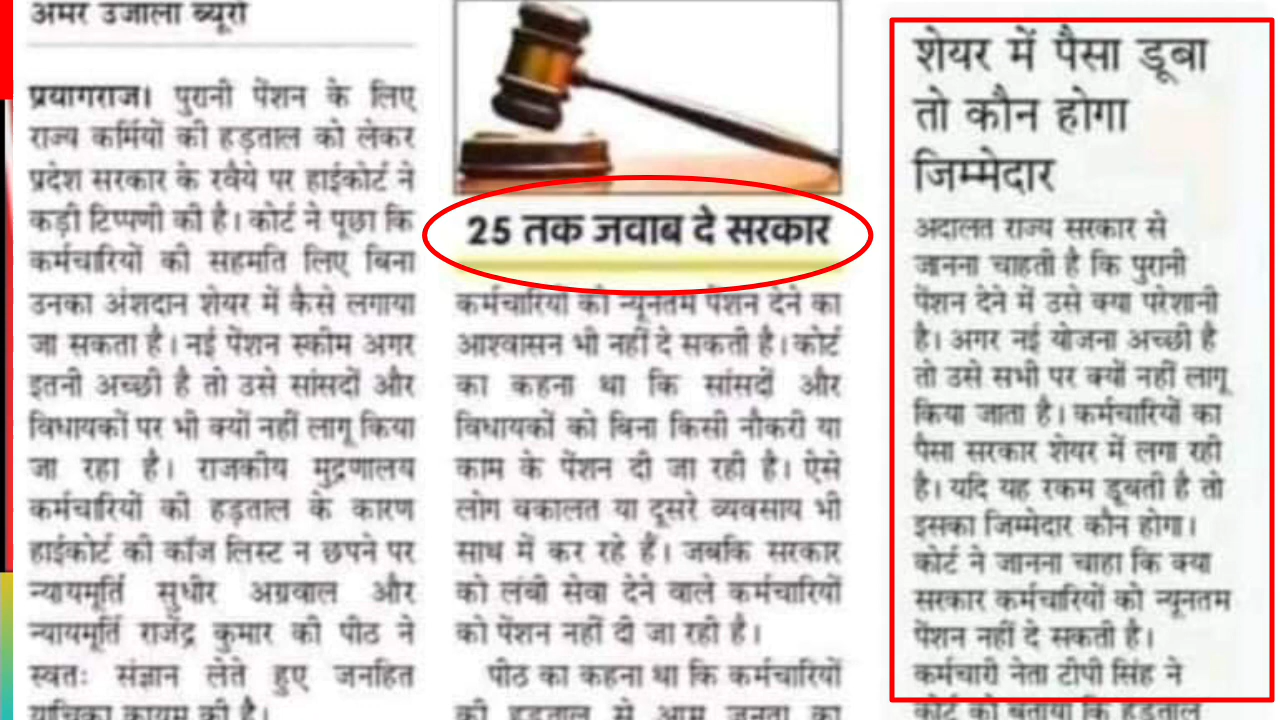 अमर उजाला ब्यूरो
प्रयागराज। पुरानी पेंशन के लिए
राज्य कर्मियों की हड़ताल को लेकर
प्रदेश सरकार के रवैये पर हाईकोर्ट ने
कड़ी टिप्पणी की है। कोर्ट ने पूछा कि
कर्मचारियों की सहमति लिए बिना
उनका अंशदान शेयर में कैसे लगाया
जा सकता है। नई पेंशन स्कीम अगर
इतनी अच्छी है तो उसे सांसदों और
विधायकों पर भी क्यों नहीं लागू किया
जा रहा है। राजकीय मुद्रणालय
कर्मचारियों की हड़ताल के कारण
हाईकोर्ट की कॉज लिस्ट न छपने पर
न्यायमूर्ति सुधीर अग्रवाल और
न्यायमूर्ति राजेंद्र कुमार की पीठ ने
स्वतः संज्ञान लेते हुए जनहित
याचिका कायम की है।
25 तक जवाब दे सरकार
कर्मचारियों को न्यूनतम पेंशन देने का
आश्वासन भी नहीं दे सकती है। कोर्ट
का कहना था कि सांसदों और
विधायकों को बिना किसी नौकरी या
काम के पेंशन दी जा रही है। ऐसे
लोग वकालत या दूसरे व्यवसाय भी
साथ में कर रहे हैं। जबकि सरकार
को लंबी सेवा देने वाले कर्मचारियों
को पेंशन नहीं दी जा रही है।
पीठ का कहना था कि कर्मचारियों
की हड़ताल से आम जनता का
शेयर में पैसा डूबा
तो कौन होगा
जिम्मेदार
अदालत राज्य सरकार से
जानना चाहती है कि पुरानी
पेंशन देने में उसे क्या परेशानी
है। अगर नई योजना अच्छी है
तो उसे सभी पर क्यों नहीं लागू
किया जाता है। कर्मचारियों का
पैसा सरकार शेयर में लगा रही
है। यदि यह रकम डूबती है तो
इसका जिम्मेदार कौन होगा।
कोर्ट ने जानना चाहा कि क्या
सरकार कर्मचारियों को न्यूनतम
पेंशन नहीं दे सकती है।
कर्मचारी नेता टीपी सिंह ने
कोर्ट को बताया कि हड़ताल